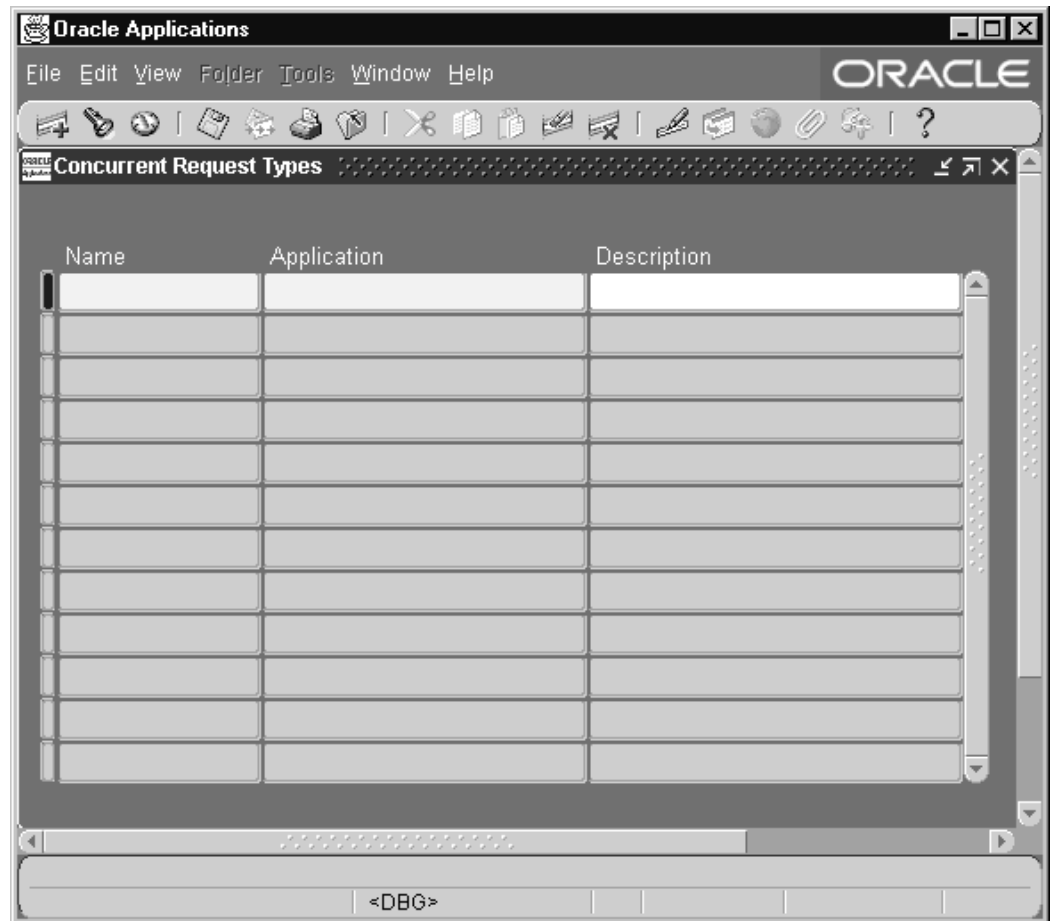 Oracle Applications
File Edit View Folder Tools Window Help
ORACLE
?
Concurrent Request Types
Name Application Description
<DBG>